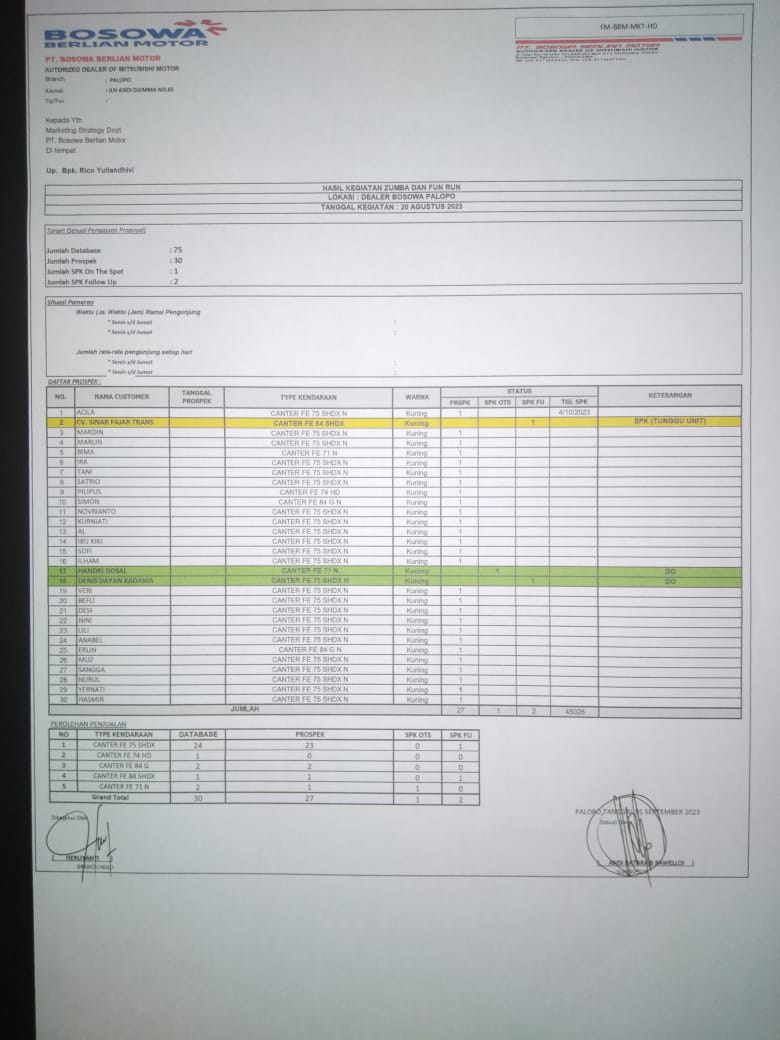 BOSOWA
BERLIAN MOTOR
FM-BBM-MKT-HO
PT. BOSOWA BERLIAN MOTOR
AUTHORIZED DEALER OF MITSUBISHI MOTOR
PT. BOSOWA BERLIAN MOTOR
AUTORIZED DEALER OF MITSUBISHI MOTOR
Branch : PALOPO
Alamat : JLN ANDI DJEMMA NO.65
Tlp/Fax :
Kepada Yth
Marketing Strategy Dept
PT. Bosowa Berlian Motor
Di tempat
Up. Bpk. Rico Yuliandhivi
HASIL KEGIATAN ZUMBA DAN FUN RUN
LOKASI : DEALER BOSOWA PALOPO
TANGGAL KEGIATAN : 20 AGUSTUS 2023
Target (Sesuai Pengajuan Proposal)
Jumlah Database : 75
Jumlah Prospek : 30
Jumlah SPK On The Spot : 1
Jumlah SPK Follow Up : 2
Situasi Pameran
Waktu (Ja Waktu (Jam) Ramai Pengunjung
* Senin s/d Jumat :
* Senin s/d Jumat :
Jumlah rata-rata pengunjung setiap hari
* Senin s/d Jumat :
* Senin s/d Jumat :
DAFTAR PROSPEK :
NO. NAMA CUSTOMER TANGGAL PROSPEK TYPE KENDARAAN WARNA STATUS KETERANGAN
PRSPK SPK OTS SPK FU TGL SPK
1 ACILA CANTER FE 75 SHDX N Kuning 1 4/10/2023
2 CV. SINAR FAJAR TRANS CANTER FE 84 SHDX Kuning 1 SPK (TUNGGU UNIT)
3 MARDIN CANTER FE 75 SHDX N Kuning 1
4 MARLIN CANTER FE 75 SHDX N Kuning 1
5 BIMA CANTER FE 71 N Kuning 1
6 IRA CANTER FE 75 SHDX N Kuning 1
7 TANI CANTER FE 75 SHDX N Kuning 1
8 SATRIO CANTER FE 75 SHDX N Kuning 1
9 PILIPUS CANTER FE 74 HD Kuning 1
10 SIMON CANTER FE 84 G N Kuning 1
11 NOVRIANTO CANTER FE 75 SHDX N Kuning 1
12 KURNIATI CANTER FE 75 SHDX N Kuning 1
13 AL CANTER FE 75 SHDX N Kuning 1
14 IBU KIKI CANTER FE 75 SHDX N Kuning 1
15 SOFI CANTER FE 75 SHDX N Kuning 1
16 ILHAM CANTER FE 75 SHDX N Kuning 1
17 HANDRI GOSAL CANTER FE 71 N Kuning 1 DO
18 DENIS DAYAN KADAMA CANTER FE 75 SHDX N Kuning 1 DO
19 VERI CANTER FE 75 SHDX N Kuning 1
20 BEFLI CANTER FE 75 SHDX N Kuning 1
21 DESI CANTER FE 75 SHDX N Kuning 1
22 NINI CANTER FE 75 SHDX N Kuning 1
23 ULI CANTER FE 75 SHDX N Kuning 1
24 ANABEL CANTER FE 75 SHDX N Kuning 1
25 ERLIN CANTER FE 84 G N Kuning 1
26 MUZ CANTER FE 75 SHDX N Kuning 1
27 SANGGA CANTER FE 75 SHDX N Kuning 1
28 NURUL CANTER FE 75 SHDX N Kuning 1
29 YERNATI CANTER FE 75 SHDX N Kuning 1
30 HASMIR CANTER FE 75 SHDX N Kuning 1
JUMLAH 27 1 2 45026
PEROLEHAN PENJUALAN
NO TYPE KENDARAAN DATABASE PROSPEK SPK OTS SPK FU
1 CANTER FE 75 SHDX 24 23 0 1
2 CANTER FE 74 HD 1 0 0 0
3 CANTER FE 84 G 2 2 0 0
4 CANTER FE 84 SHDX 1 1 0 1
5 CANTER FE 71 N 2 1 1 0
Grand Total 30 27 1 2
PALOPO,TANGGAL 01 SEPTEMBER 2023
Diketahui Oleh
Dibuat Oleh
( HERLIYANTI )
BRANCH HEAD
( ANDI BATARAH PAWELLOI )